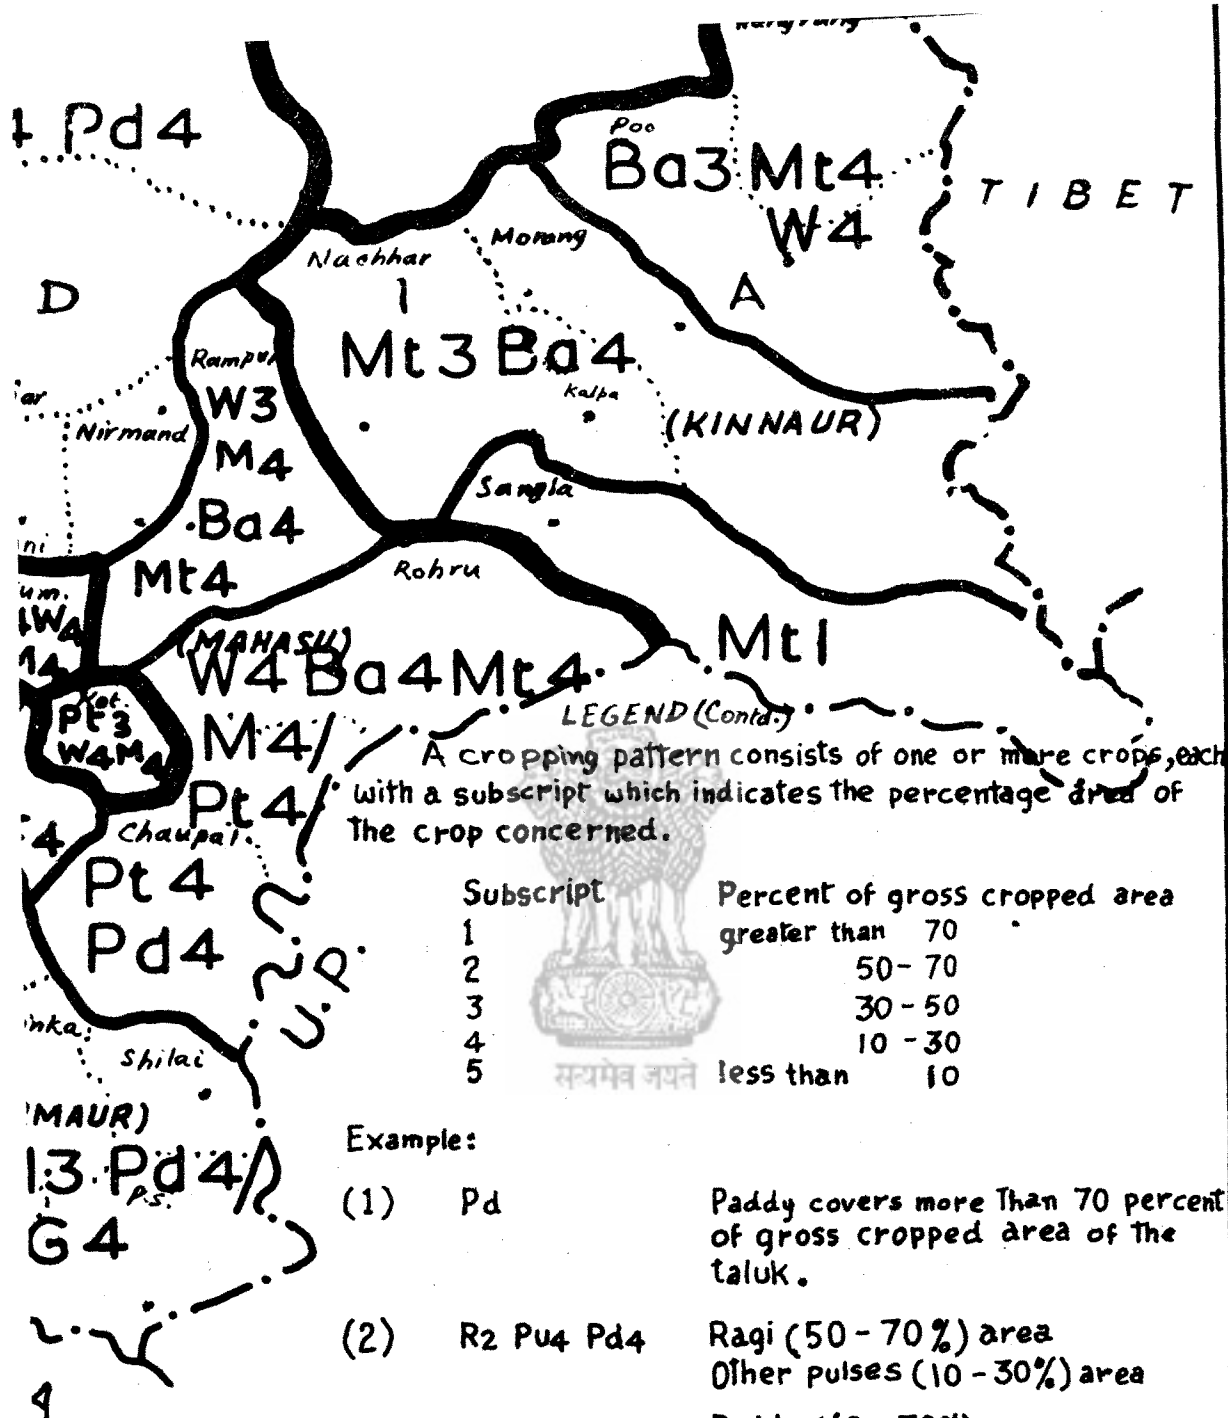 Pd4
Poo
Ba3 Mt4
W4
TIBET
Morang
Nachhar
1
A
D
Mt3 Ba4
Kalpa
(KINNAUR)
Rampur
W3
M4
Ba4
Mt4
Nirmand
Sangla
Rohru
Mt1
W4
(MAHASU)
W4 Ba4 Mt4
M4
Pt4
Kot.
Pt3
W4M4
Chaupal
Pt4
Pd4
U.P.
Shilai
MAUR)
Pd4
P.S.
G4
4
LEGEND (Contd.)
A cropping pattern consists of one or more crops, each
with a subscript which indicates the percentage area of
the crop concerned.
Subscript Percent of gross cropped area
1 greater than 70
2 50-70
3 30-50
4 10-30
5 less than 10
सत्यमेव जयते
Example:
(1) Pd Paddy covers more than 70 percent
of gross cropped area of the
taluk.
(2) R2 Pu4 Pd4 Ragi (50-70%) area
Other pulses (10-30%) area